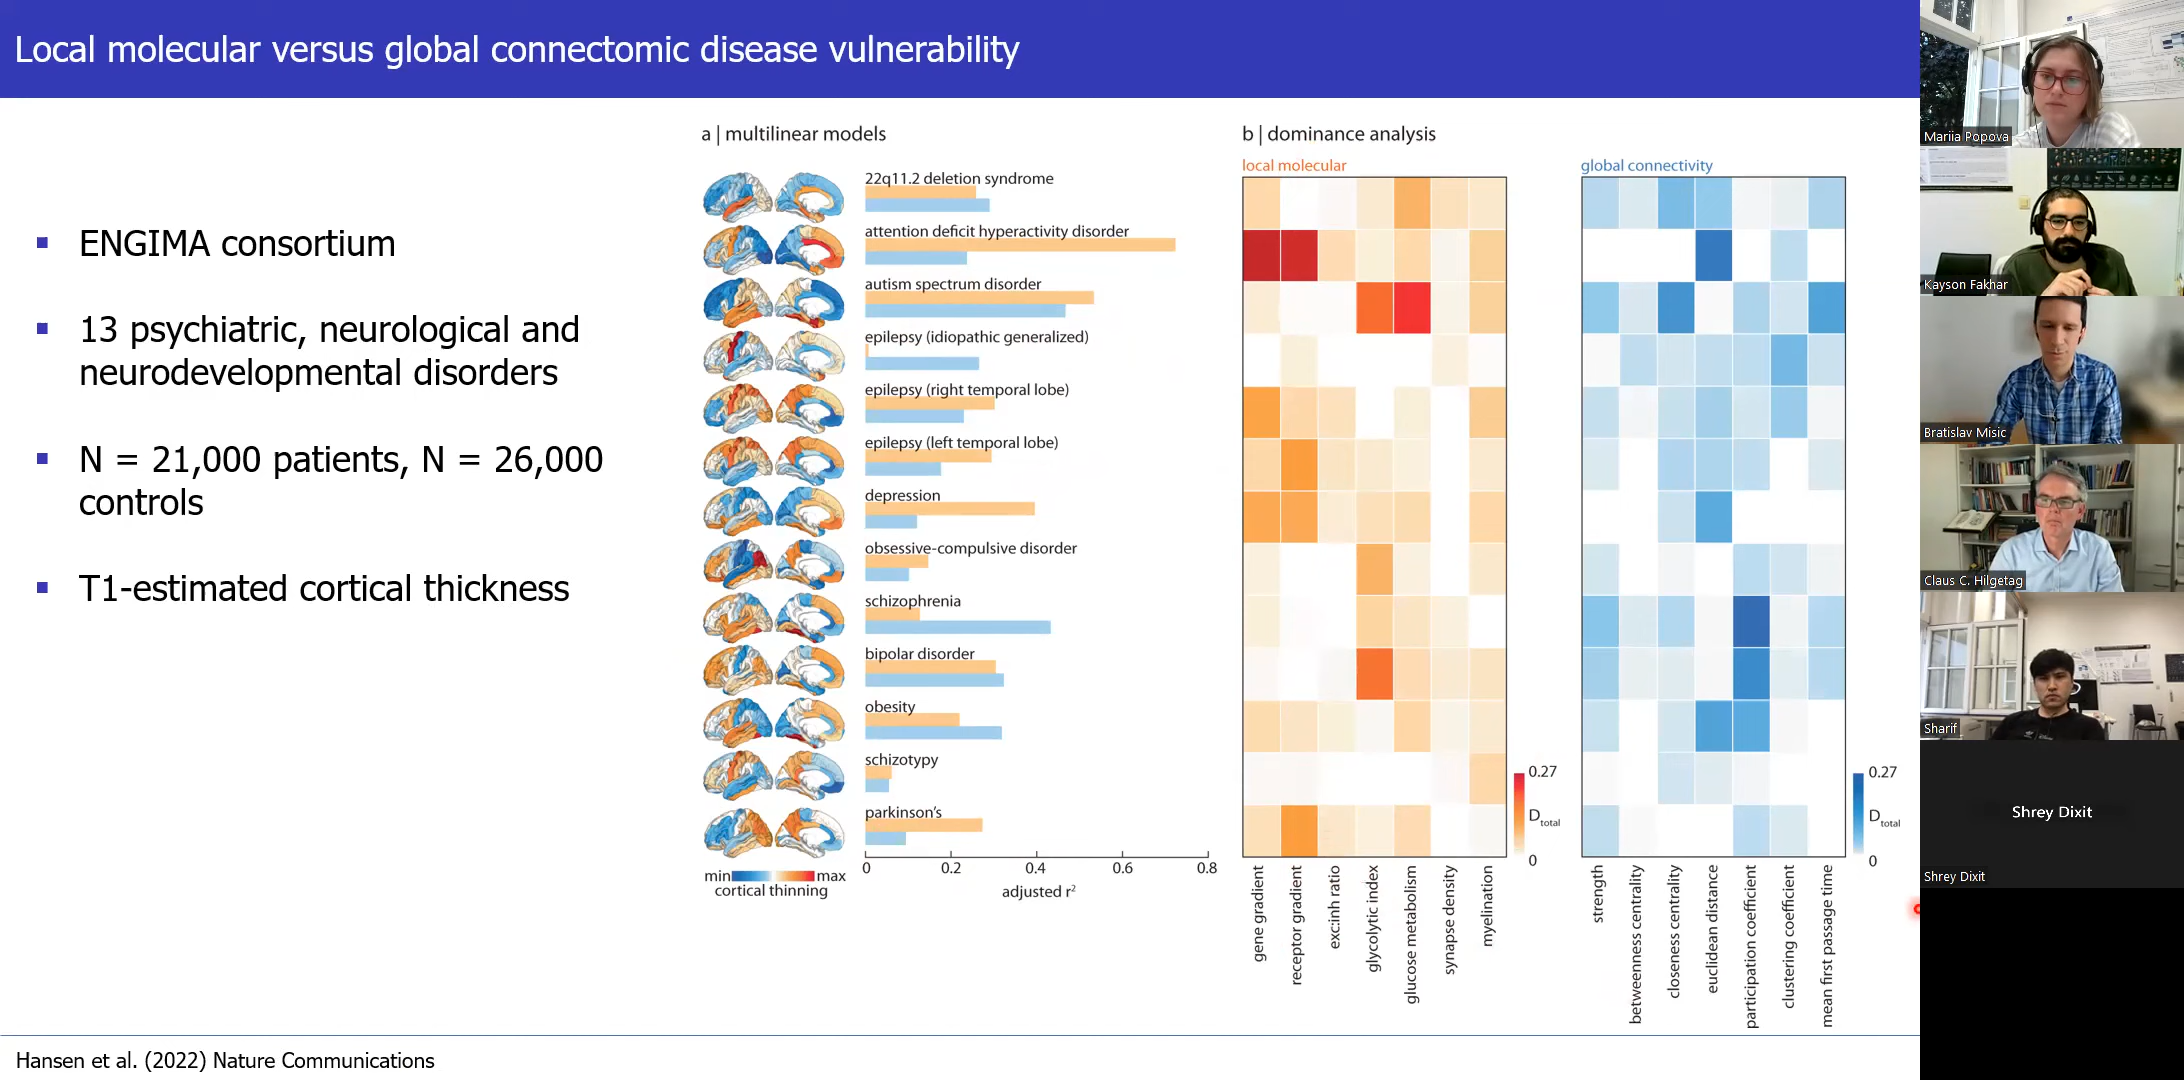 Local molecular versus global connectomic disease vulnerability
ENGIMA consortium
13 psychiatric, neurological and
neurodevelopmental disorders
N = 21,000 patients, N = 26,000
controls
T1-estimated cortical thickness
a | multilinear models
22q11.2 deletion syndrome
attention deficit hyperactivity disorder
autism spectrum disorder
epilepsy (idiopathic generalized)
epilepsy (right temporal lobe)
epilepsy (left temporal lobe)
depression
obsessive-compulsive disorder
schizophrenia
bipolar disorder
obesity
schizotypy
parkinson's
0 0.2 0.4 0.6 0.8
adjusted r²
min max
cortical thinning
b | dominance analysis
local molecular
global connectivity
0.27
D total
0
0.27
D total
0
gene gradient
receptor gradient
exc:inh ratio
glycolytic index
glucose metabolism
synapse density
myelination
strength
betweenness centrality
closeness centrality
euclidean distance
participation coefficient
clustering coefficient
mean first passage time
Hansen et al. (2022) Nature Communications
Mariia Popova
Kayson Fakhar
Bratislav Misic
Claus C. Hilgetag
Sharif
Shrey Dixit
Shrey Dixit